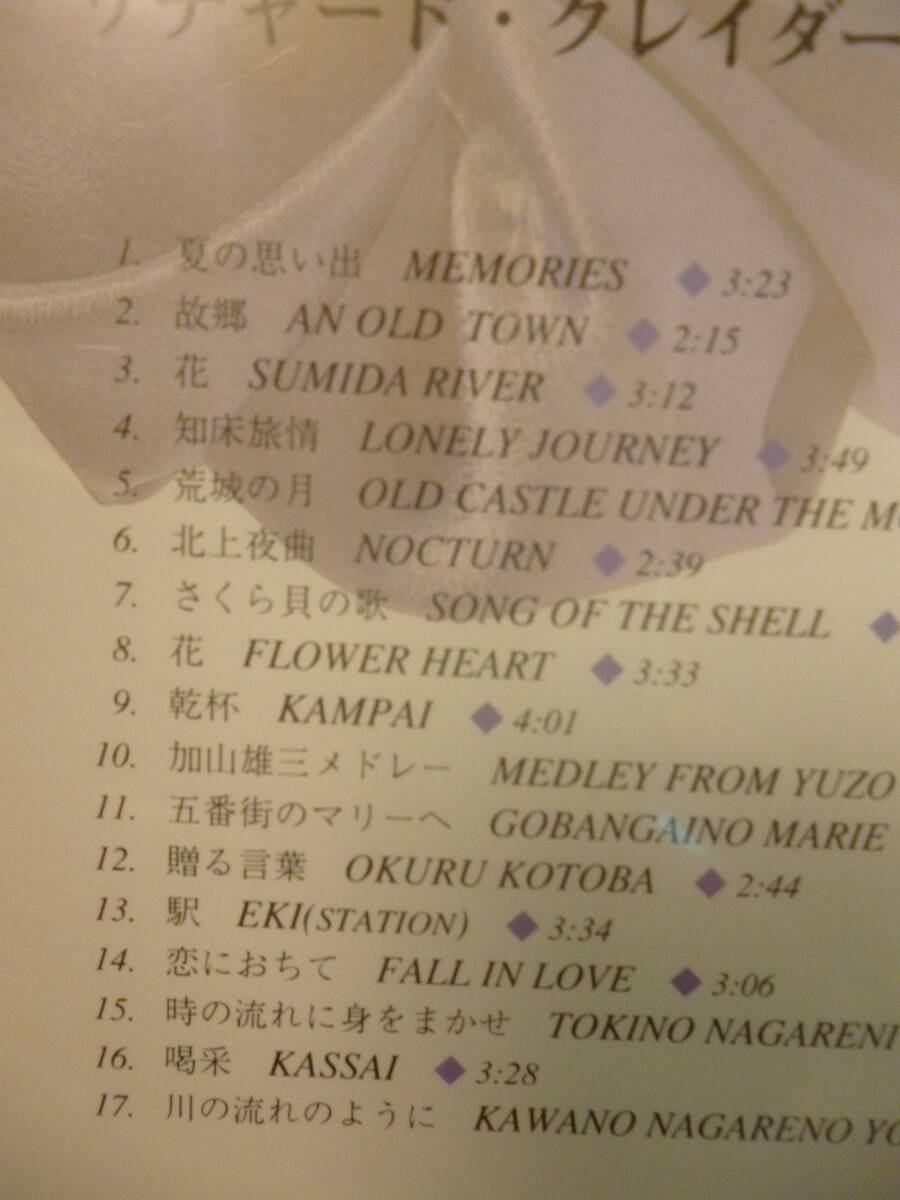 リチャード・クレイダー
1. 夏の思い出 MEMORIES ◆ 3:23
2. 故郷 AN OLD TOWN ◆ 2:15
3. 花 SUMIDA RIVER ◆ 3:12
4. 知床旅情 LONELY JOURNEY ◆ 3:49
5. 荒城の月 OLD CASTLE UNDER THE
6. 北上夜曲 NOCTURN ◆ 2:39
7. さくら貝の歌 SONG OF THE SHELL ◆
8. 花 FLOWER HEART ◆ 3:33
9. 乾杯 KAMPAI ◆ 4:01
10. 加山雄三メドレー MEDLEY FROM YUZO
11. 五番街のマリーへ GOBANGAINO MARIE
12. 贈る言葉 OKURU KOTOBA ◆ 2:44
13. 駅 EKI(STATION) ◆ 3:34
14. 恋におちて FALL IN LOVE ◆ 3:06
15. 時の流れに身をまかせ TOKINO NAGARENI
16. 喝采 KASSAI ◆ 3:28
17. 川の流れのように KAWANO NAGARENO